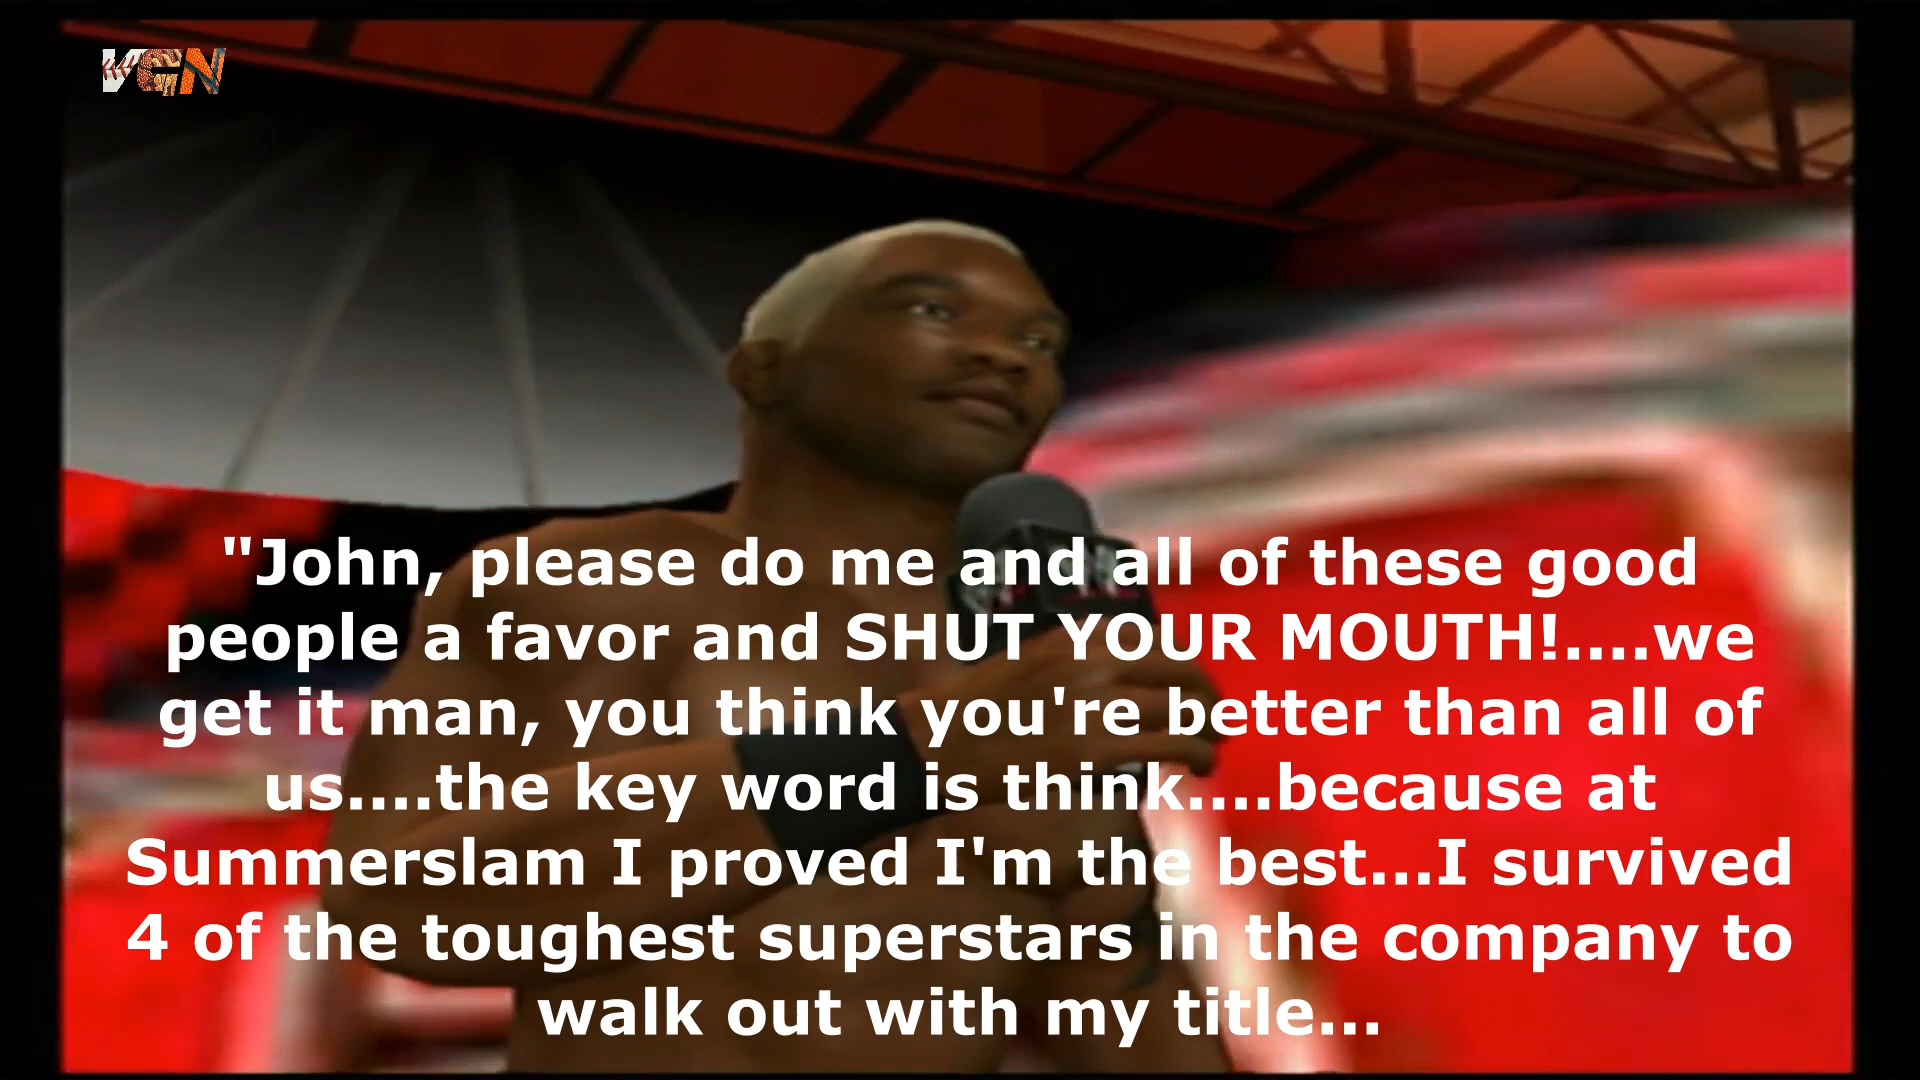 VGN
"John, please do me and all of these good
people a favor and SHUT YOUR MOUTH!....we
get it man, you think you're better than all of
us....the key word is think....because at
Summerslam I proved I'm the best...I survived
4 of the toughest superstars in the company to
walk out with my title...